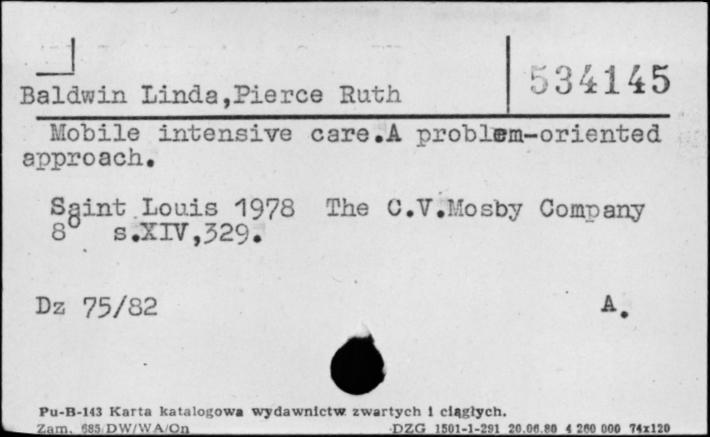 534145
Baldwin Linda,Pierce Ruth
Mobile intensive care.A problem-oriented
approach.
Saint Louis 1978 The C.V.Mosby Company
8° s.XIV,329.
Dz 75/82 A.
Pu-B-143 Karta katalogowa wydawnictw zwartych i ciągłych.
Zam. 685/DW/WA/On DZG 1501-1-291 20.06.80 4 260 000 74x120